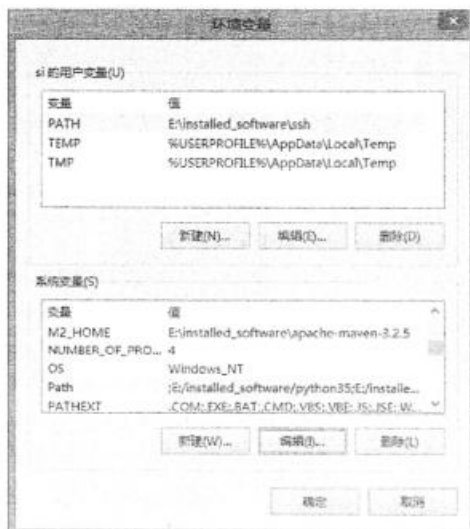 环境变量
si 的用户变量(U)
变量 值
PATH E:\installed_software\ssh
TEMP %USERPROFILE%\AppData\Local\Temp
TMP %USERPROFILE%\AppData\Local\Temp
新建(N)... 编辑(E)... 删除(D)
系统变量(S)
变量 值
M2_HOME E:\installed_software\apache-maven-3.2.5
NUMBER_OF_PRO... 4
OS Windows_NT
Path ;E:/installed_software/python35;E:/installe...
PATHEXT .COM;.EXE;.BAT;.CMD;.VBS;.VBE;.JS;.JSE;.W...
新建(W)... 编辑(I)... 删除(L)
确定 取消